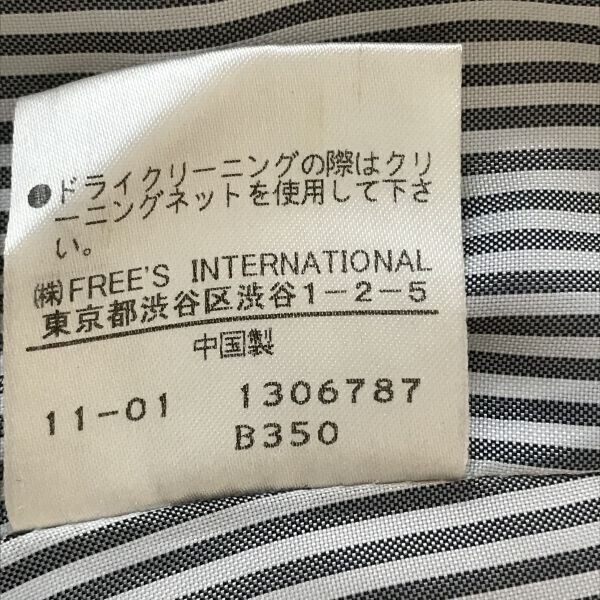 ●ドライクリーニングの際はクリ
ーニングネットを使用して下さ
い。
(株)FREE'S INTERNATIONAL
東京都渋谷区渋谷1-2-5
中国製
11-01 1306787
B350